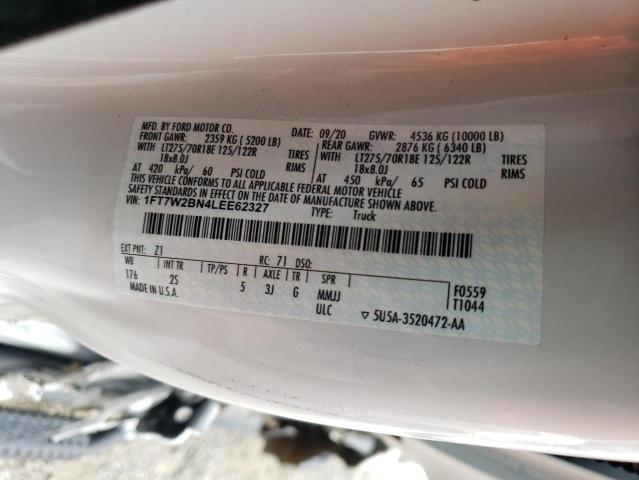 MFD. BY FORD MOTOR CO.
DATE: 09/20 GVWR: 4536 KG (10000 LB)
FRONT GAWR: 2359 KG ( 5200 LB) REAR GAWR: 2876 KG ( 6340 LB)
WITH LT275/70R18E 125/122R TIRES WITH LT275/70R18E 125/122R TIRES
18x8.0J RIMS 18x8.0J RIMS
AT 420 kPa/ 60 PSI COLD AT 450 kPa/ 65 PSI COLD
THIS VEHICLE CONFORMS TO ALL APPLICABLE FEDERAL MOTOR VEHICLE
SAFETY STANDARDS IN EFFECT ON THE DATE OF MANUFACTURE SHOWN ABOVE.
VIN: 1FT7W2BN4LEE62327
TYPE: Truck
EXT PNT: Z1 RC: 71 DSO:
WB INT TR TP/PS R AXLE TR SPR F0559
176 2S 5 3J G MMJJ T1044
MADE IN U.S.A. ULC ▽ 5U5A-3520472-AA